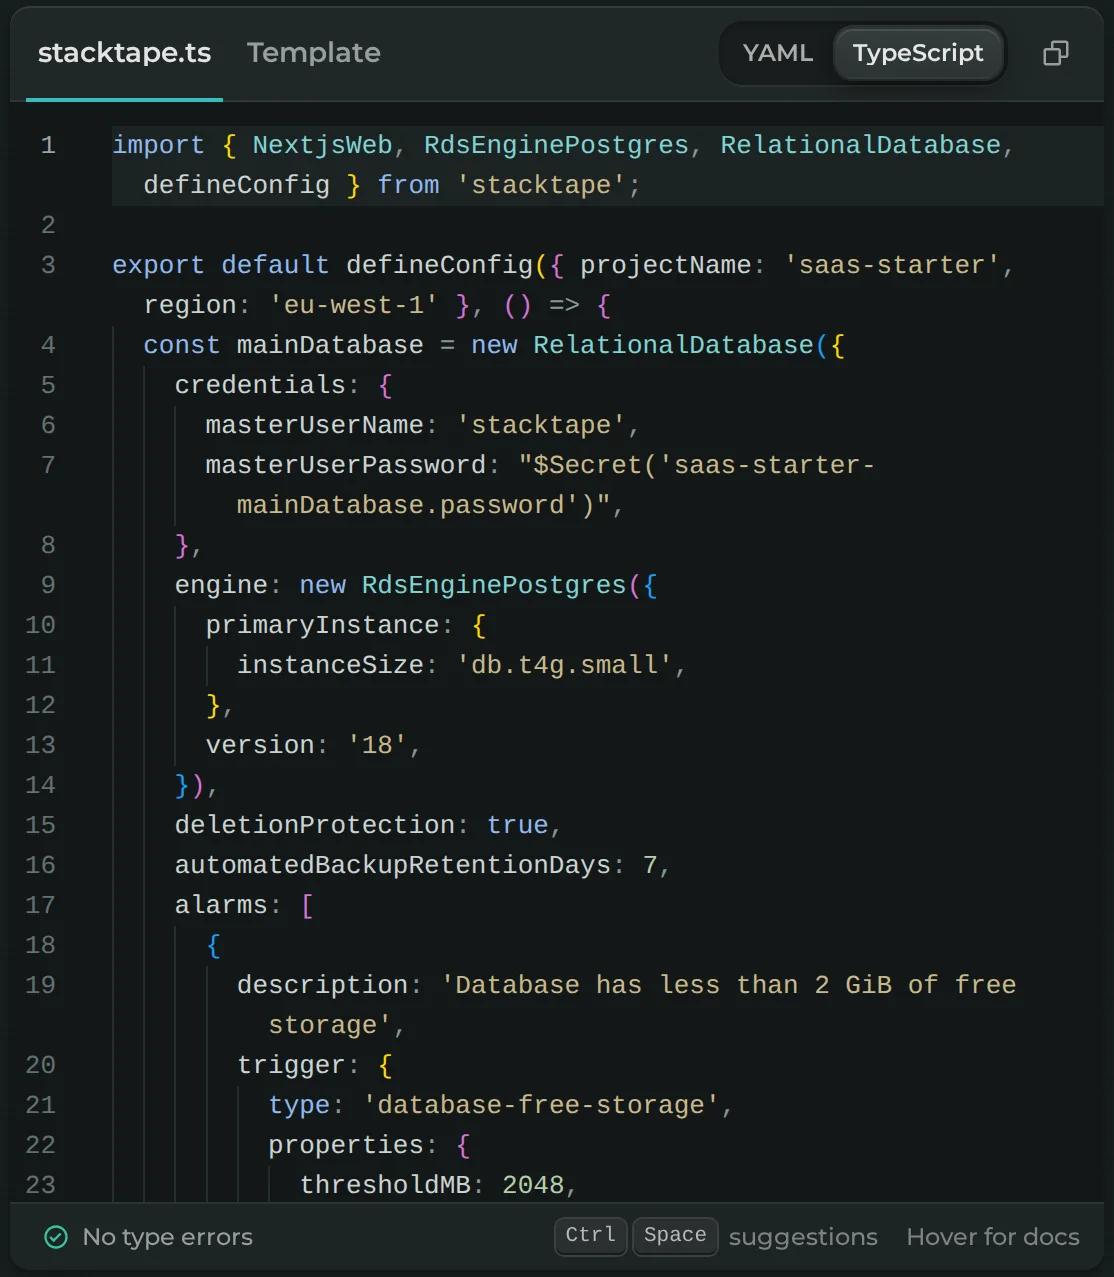 stacktape.ts Template YAML TypeScript
1 import { NextjsWeb, RdsEnginePostgres, RelationalDatabase,
defineConfig } from 'stacktape';
2
3 export default defineConfig({ projectName: 'saas-starter',
region: 'eu-west-1' }, () => {
4 const mainDatabase = new RelationalDatabase({
5 credentials: {
6 masterUserName: 'stacktape',
7 masterUserPassword: "$Secret('saas-starter-
mainDatabase.password')",
8 },
9 engine: new RdsEnginePostgres({
10 primaryInstance: {
11 instanceSize: 'db.t4g.small',
12 },
13 version: '18',
14 }),
15 deletionProtection: true,
16 automatedBackupRetentionDays: 7,
17 alarms: [
18 {
19 description: 'Database has less than 2 GiB of free
storage',
20 trigger: {
21 type: 'database-free-storage',
22 properties: {
23 thresholdMB: 2048,
No type errors Ctrl Space suggestions Hover for docs